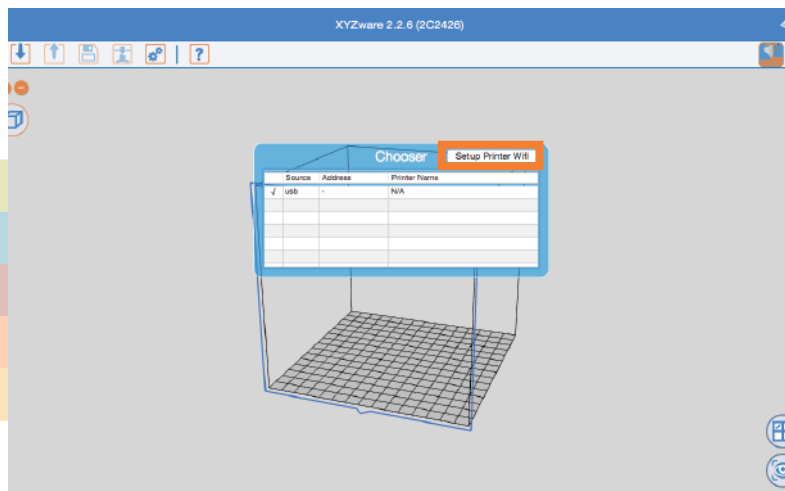 XYZware 2.2.6 (2C2426)
?
Chooser Setup Printer Wifi
Source Address Printer Name
√ usb - N/A